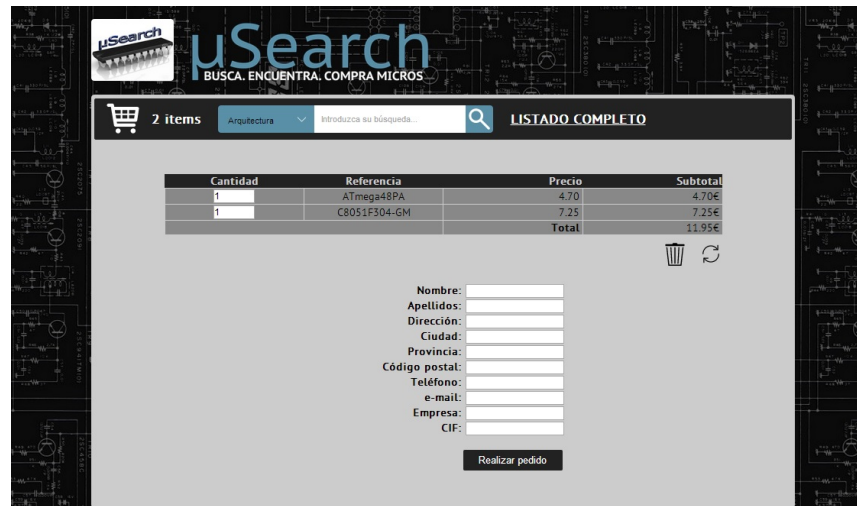 µSearch
µSearch
BUSCA. ENCUENTRA. COMPRA MICROS
2 items Arquitectura Introduzca su búsqueda... LISTADO COMPLETO
Cantidad Referencia Precio Subtotal
1 ATmega48PA 4.70 4.70€
1 C8051F304-GM 7.25 7.25€
Total 11.95€
Nombre:
Apellidos:
Dirección:
Ciudad:
Provincia:
Código postal:
Teléfono:
e-mail:
Empresa:
CIF:
Realizar pedido